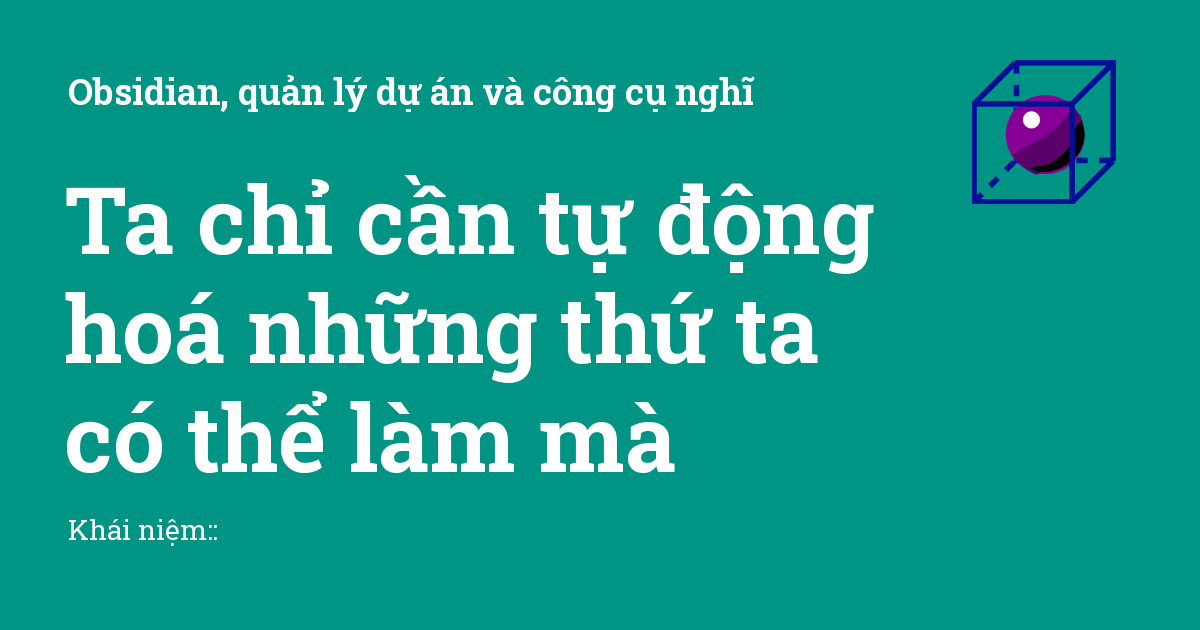 Obsidian, quản lý dự án và công cụ nghĩ
Ta chỉ cần tự động
hoá những thứ ta
có thể làm mà
Khái niệm::